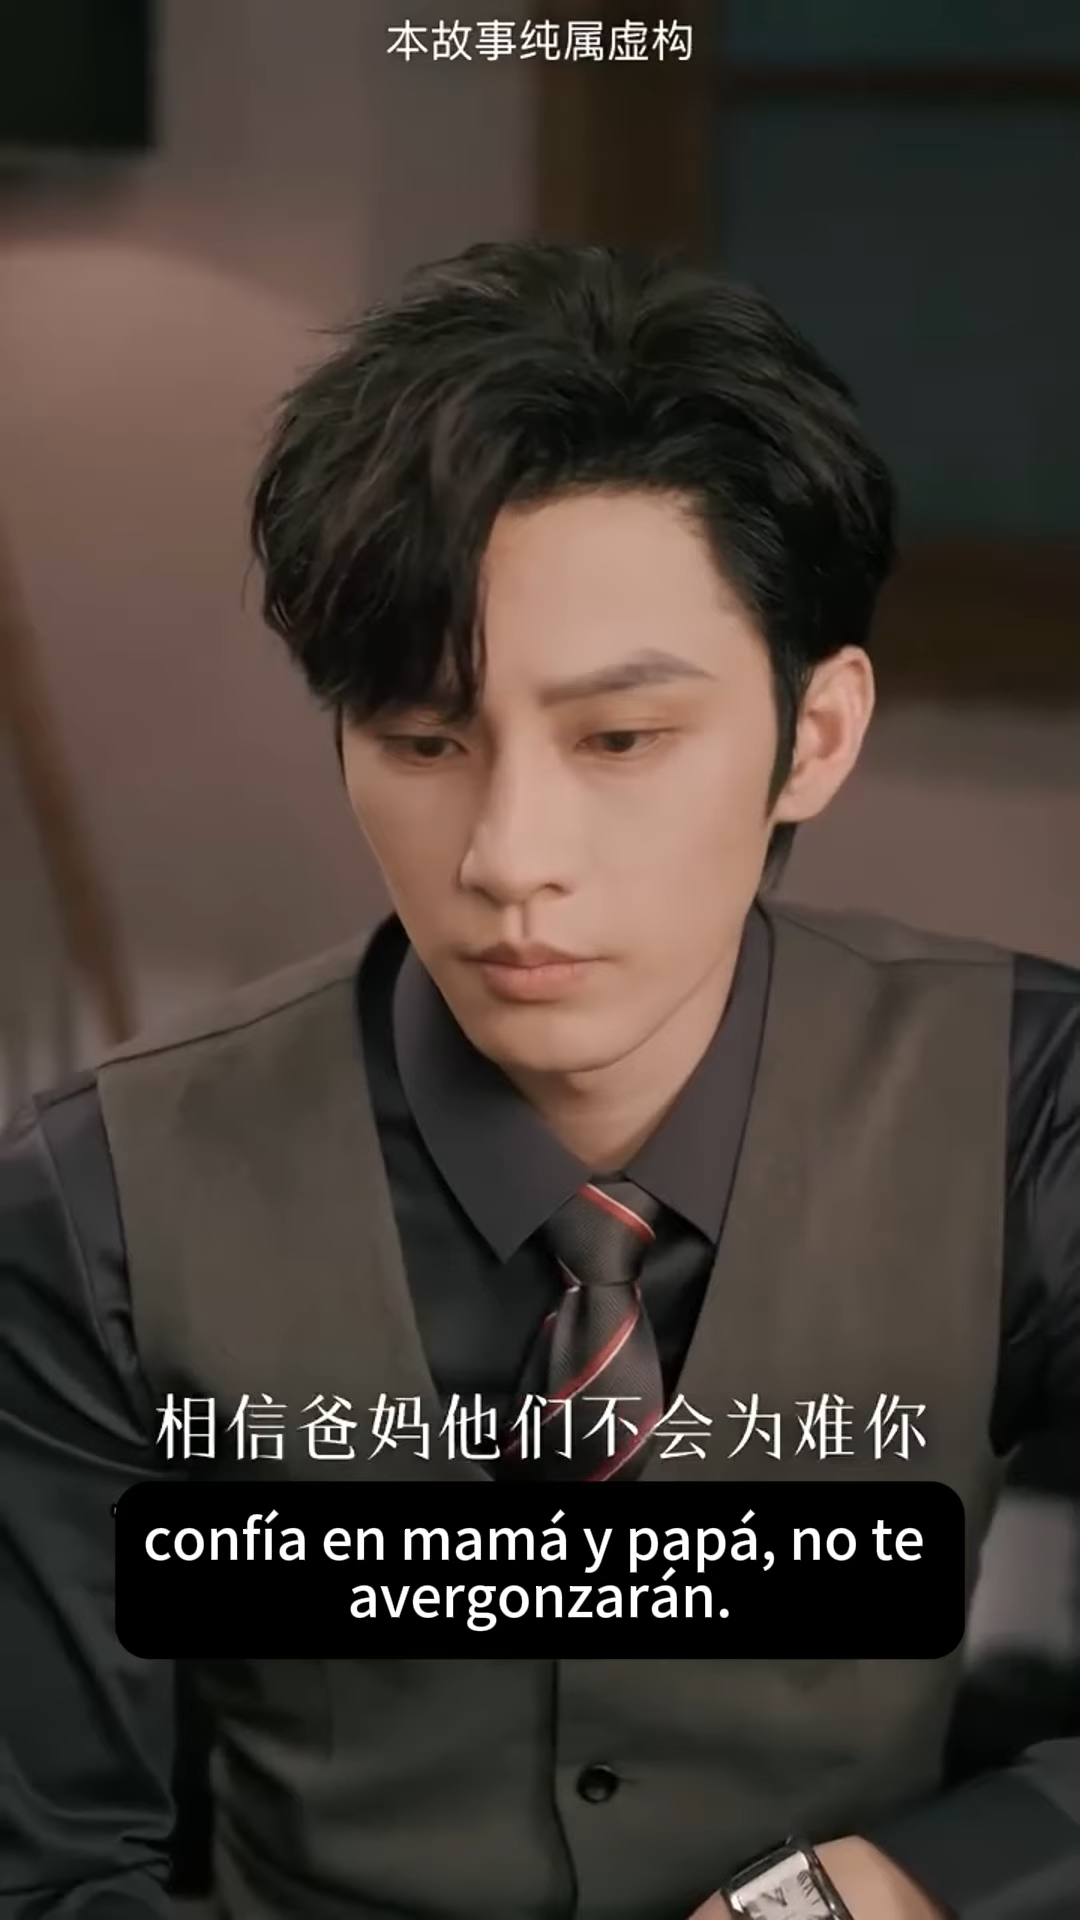 本故事纯属虚构
相信爸妈他们不会为难你
confía en mamá y papá, no te
avergonzarán.